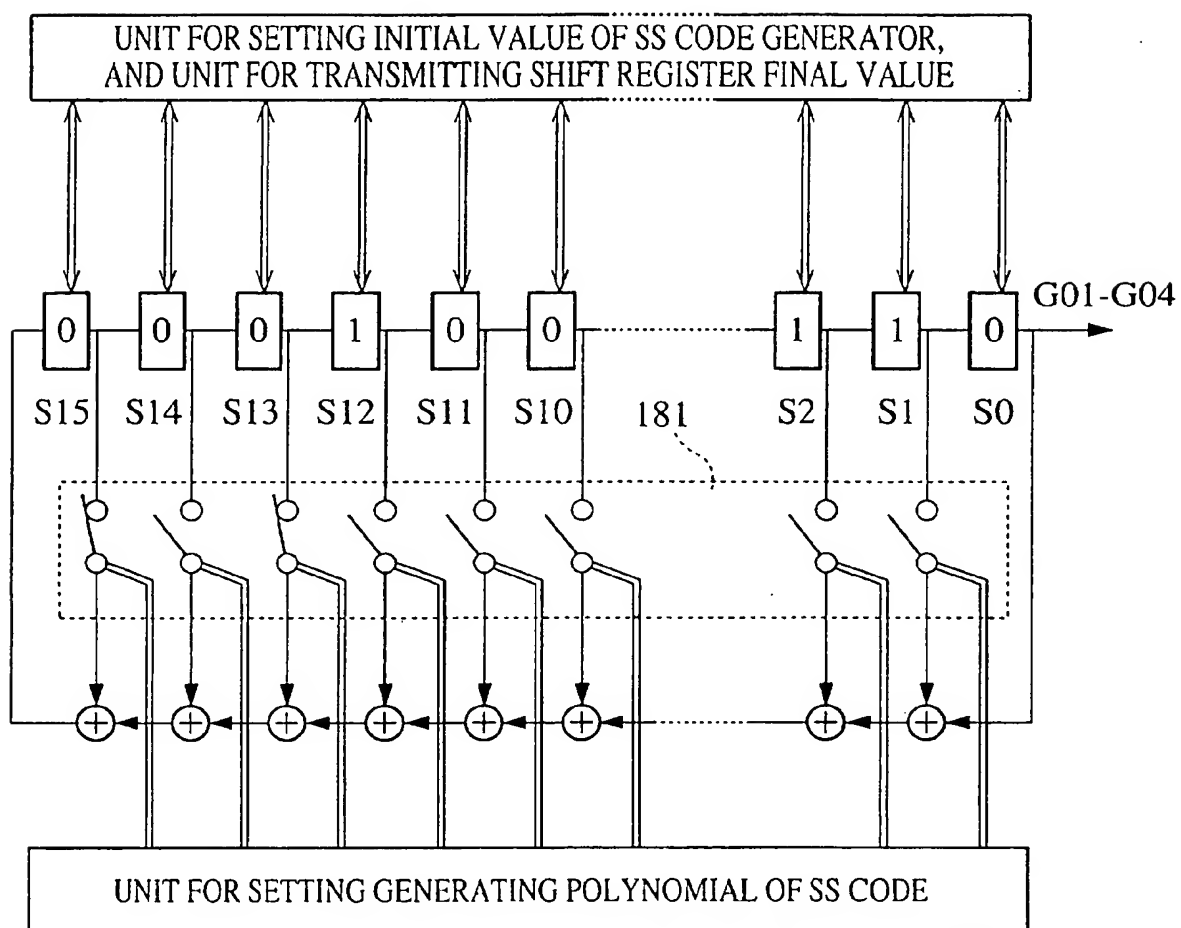 UNIT FOR SETTING INITIAL VALUE OF SS CODE GENERATOR,
AND UNIT FOR TRANSMITTING SHIFT REGISTER FINAL VALUE
G01-G04
0 0 0 1 0 0 1 1 0
S15 S14 S13 S12 S11 S10 181 S2 S1 S0
UNIT FOR SETTING GENERATING POLYNOMIAL OF SS CODE